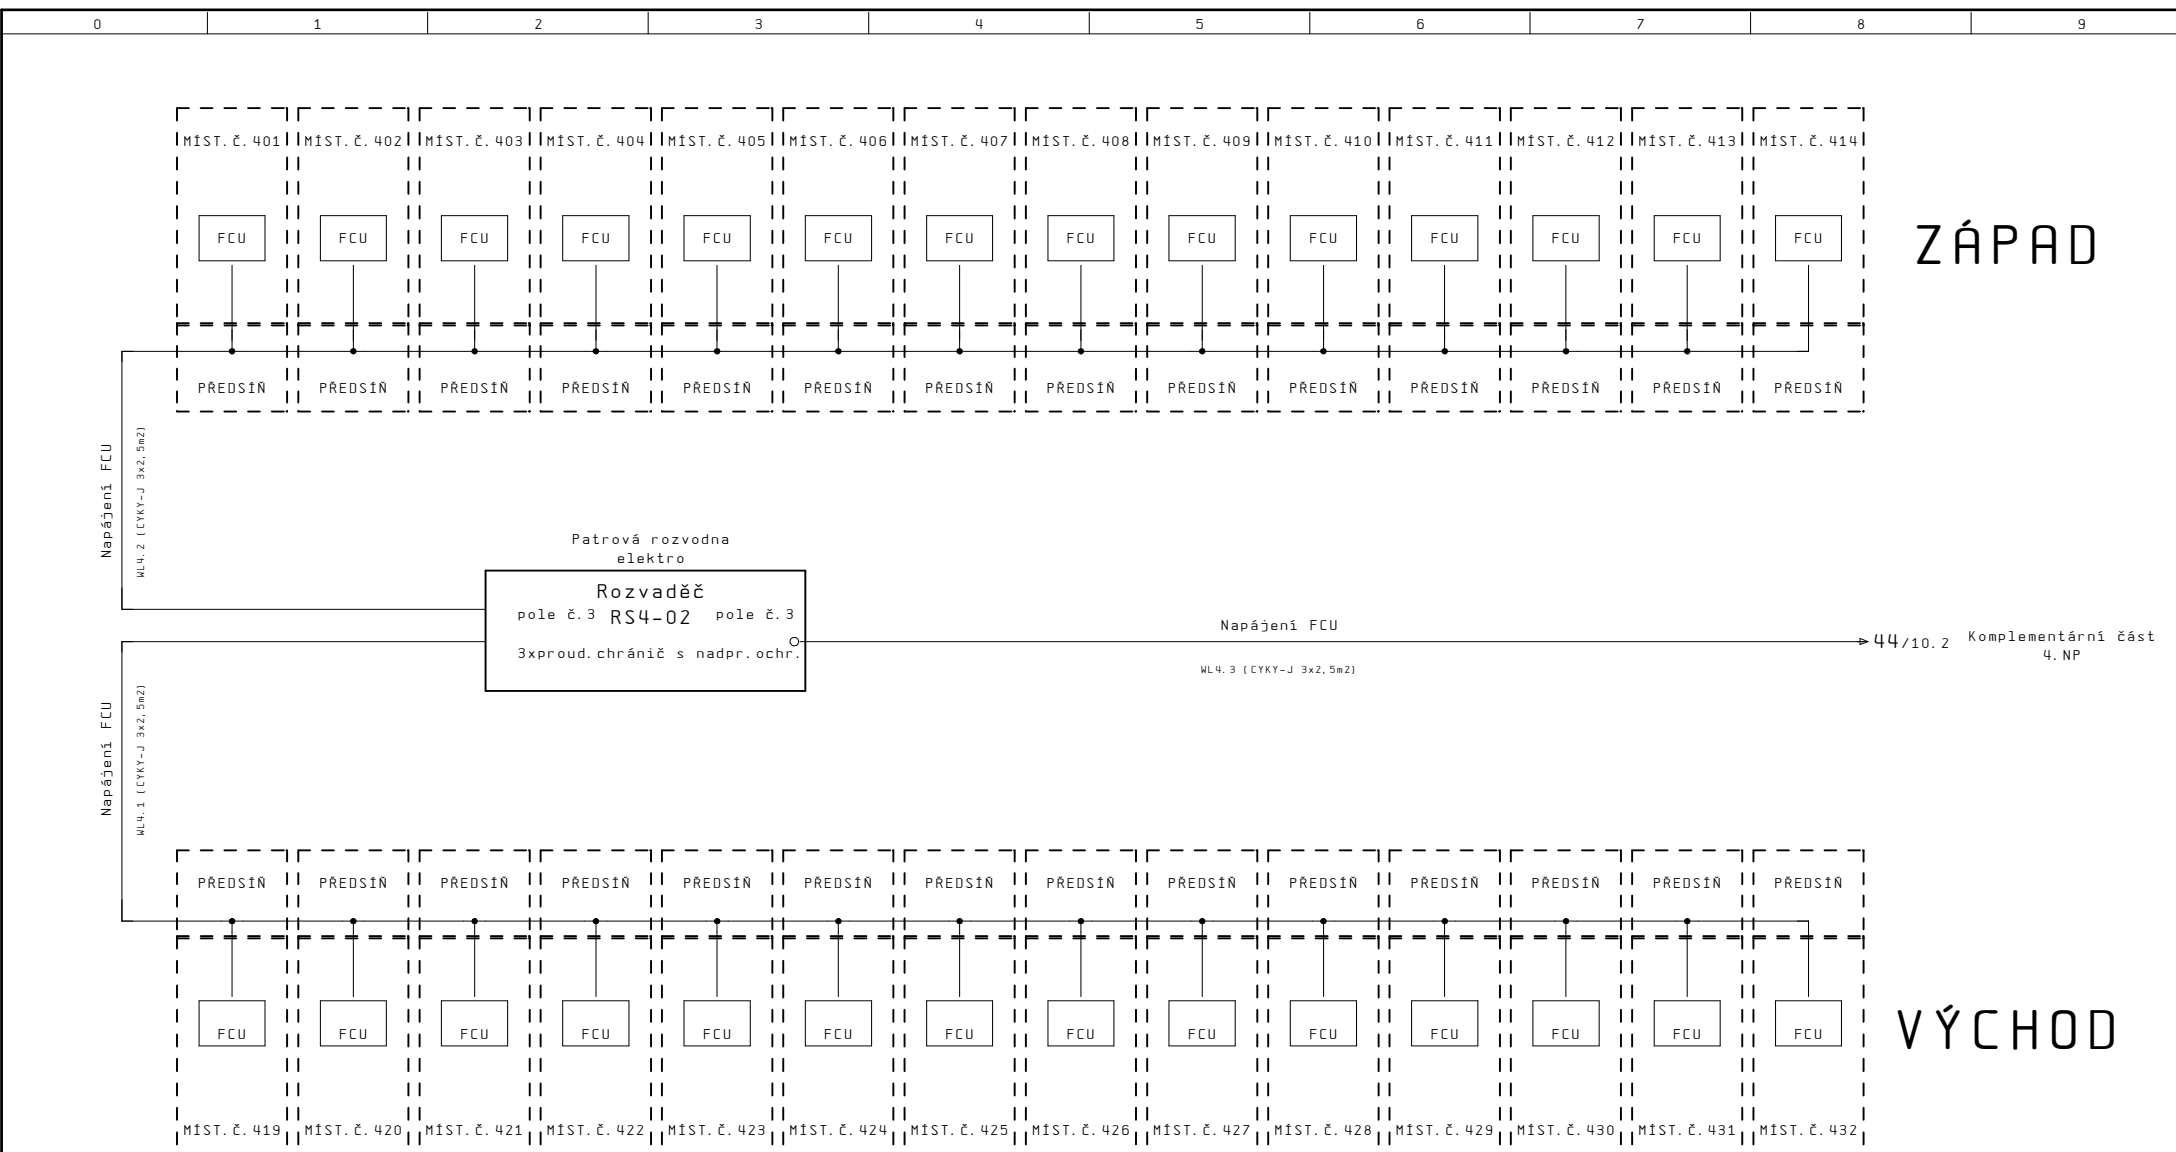 0 1 2 3 4 5 6 7 8 9
MÍST.Č.401 MÍST.Č.402 MÍST.Č.403 MÍST.Č.404 MÍST.Č.405 MÍST.Č.406 MÍST.Č.407 MÍST.Č.408 MÍST.Č.409 MÍST.Č.410 MÍST.Č.411 MÍST.Č.412 MÍST.Č.413 MÍST.Č.414
FCU FCU FCU FCU FCU FCU FCU FCU FCU FCU FCU FCU FCU FCU
ZÁPAD
PŘEDSÍŇ PŘEDSÍŇ PŘEDSÍŇ PŘEDSÍŇ PŘEDSÍŇ PŘEDSÍŇ PŘEDSÍŇ PŘEDSÍŇ PŘEDSÍŇ PŘEDSÍŇ PŘEDSÍŇ PŘEDSÍŇ PŘEDSÍŇ PŘEDSÍŇ
Napájení FCU
WL4.2 (CYKY-J 3x2,5m2)
Patrová rozvodna
elektro
Rozvaděč
pole č.3 RS4-02 pole č.3
3xproud.chránič s nadpr.ochr.
Napájení FCU
WL4.3 (CYKY-J 3x2,5m2)
44/10.2
Komplementární část
4.NP
Napájení FCU
WL4.1 (CYKY-J 3x2,5m2)
PŘEDSÍŇ PŘEDSÍŇ PŘEDSÍŇ PŘEDSÍŇ PŘEDSÍŇ PŘEDSÍŇ PŘEDSÍŇ PŘEDSÍŇ PŘEDSÍŇ PŘEDSÍŇ PŘEDSÍŇ PŘEDSÍŇ PŘEDSÍŇ PŘEDSÍŇ
FCU FCU FCU FCU FCU FCU FCU FCU FCU FCU FCU FCU FCU FCU
VÝCHOD
MÍST.Č.419 MÍST.Č.420 MÍST.Č.421 MÍST.Č.422 MÍST.Č.423 MÍST.Č.424 MÍST.Č.425 MÍST.Č.426 MÍST.Č.427 MÍST.Č.428 MÍST.Č.429 MÍST.Č.430 MÍST.Č.431 MÍST.Č.432